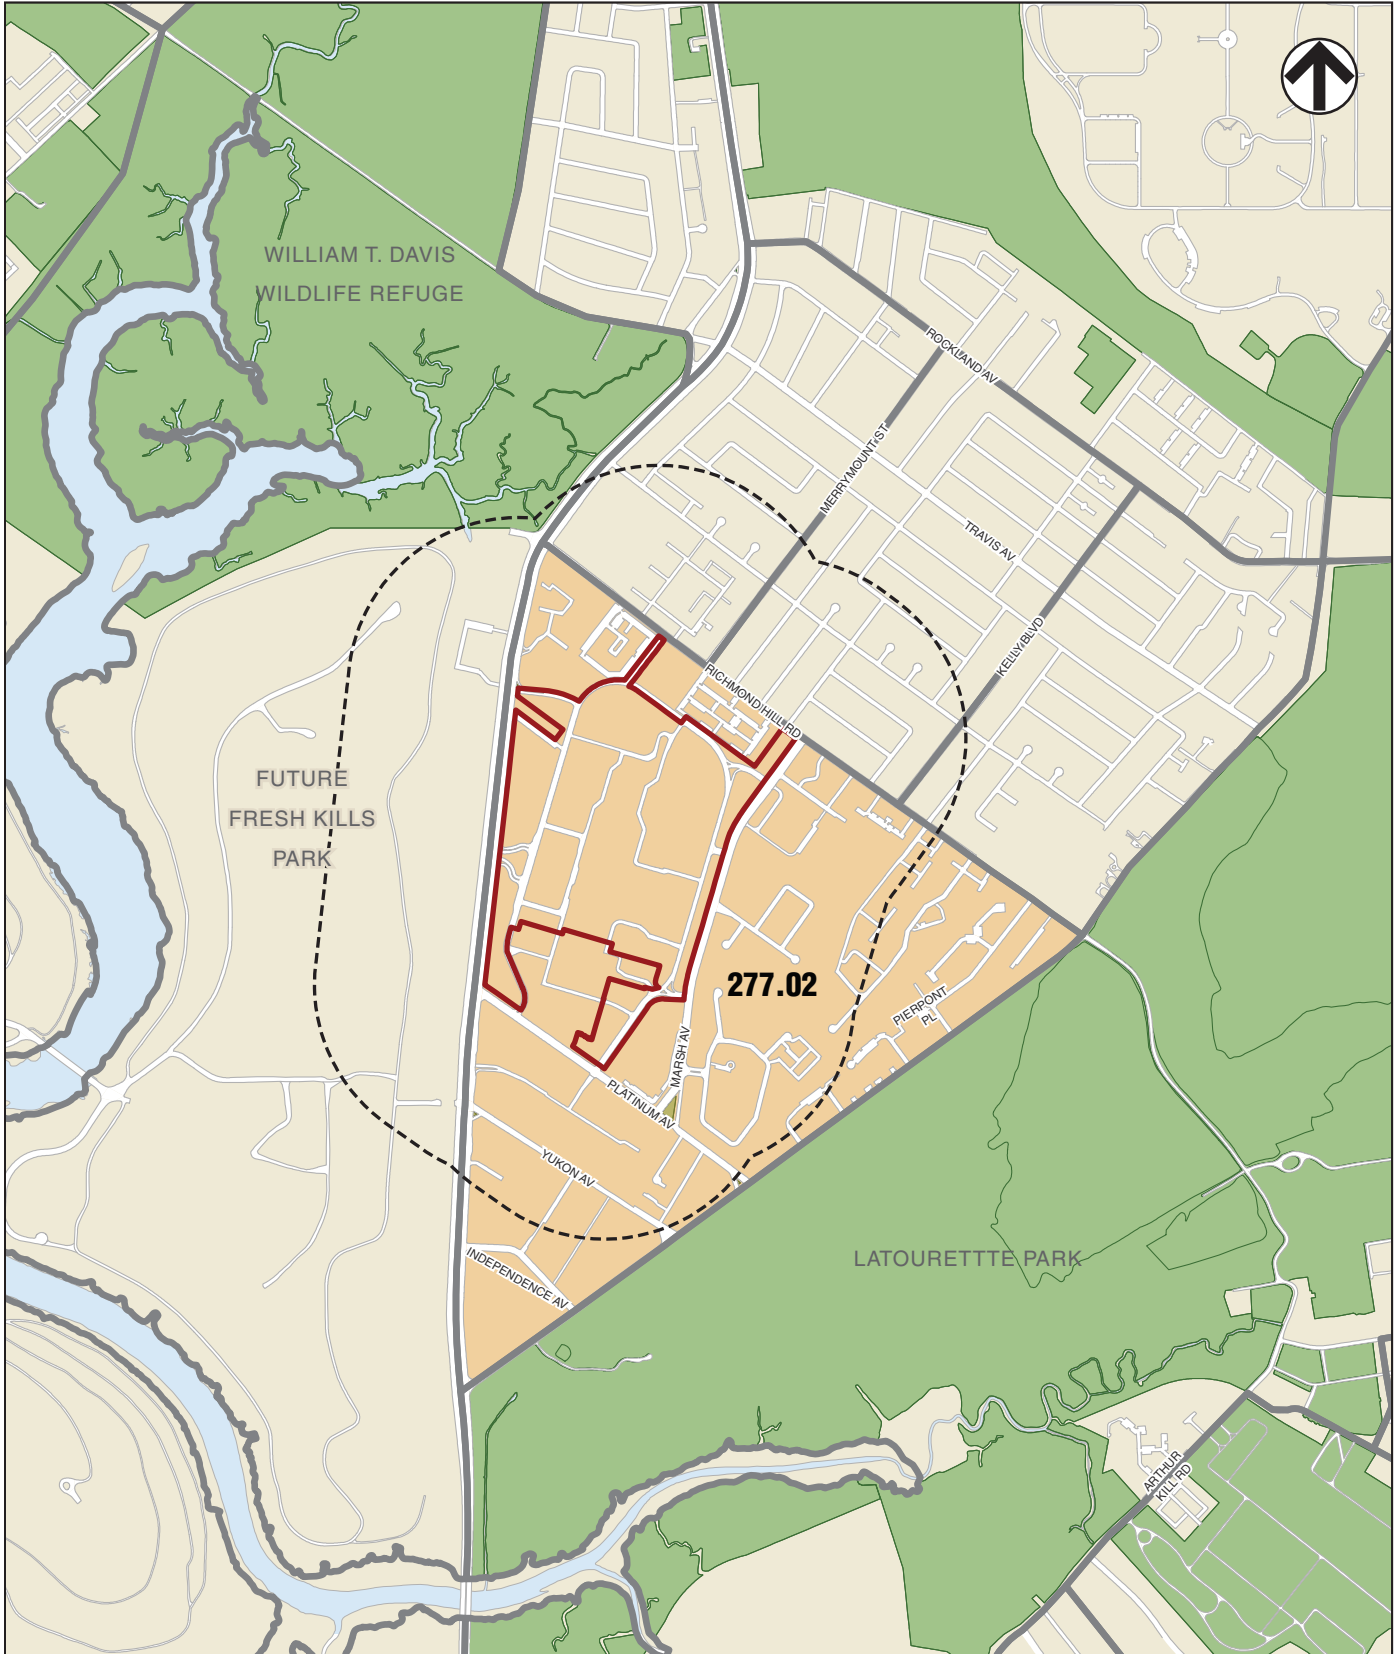 WILLIAM T. DAVIS
WILDLIFE REFUGE
ROCKLAND AV
MERRYMOUNT ST
TRAVIS AV
KELLY BLVD
RICHMOND HILL RD
FUTURE
FRESH KILLS
PARK
277.02
PIERPONT
PL
MARSH AV
PLATINUM AV
YUKON AV
INDEPENDENCE AV
LATOURETTTE PARK
ARTHUR
KILL RD